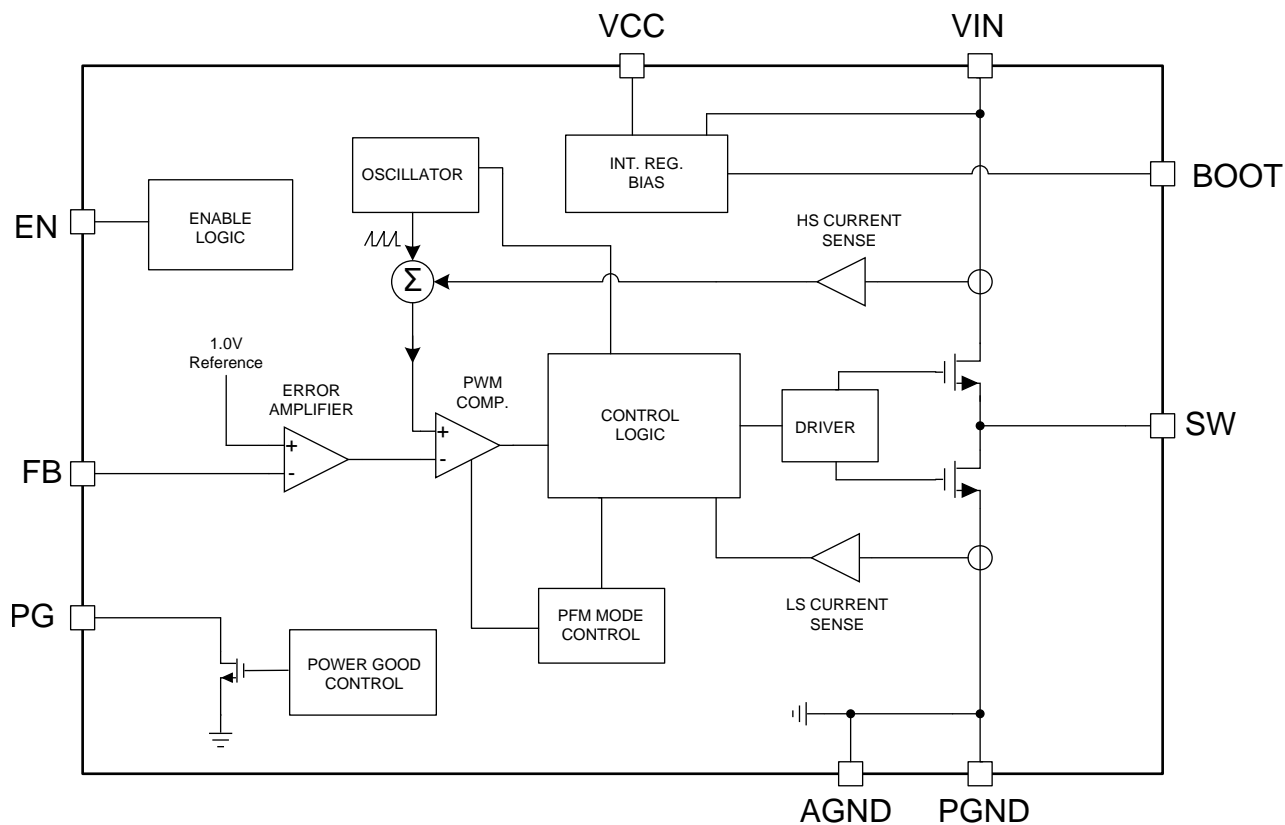 VCC
VIN
BOOT
OSCILLATOR
INT. REG.
BIAS
EN
ENABLE
LOGIC
HS CURRENT
SENSE
Σ
1.0V
Reference
ERROR
AMPLIFIER
PWM
COMP.
CONTROL
LOGIC
DRIVER
SW
+
-
+
-
FB
PG
POWER GOOD
CONTROL
PFM MODE
CONTROL
LS CURRENT
SENSE
AGND
PGND